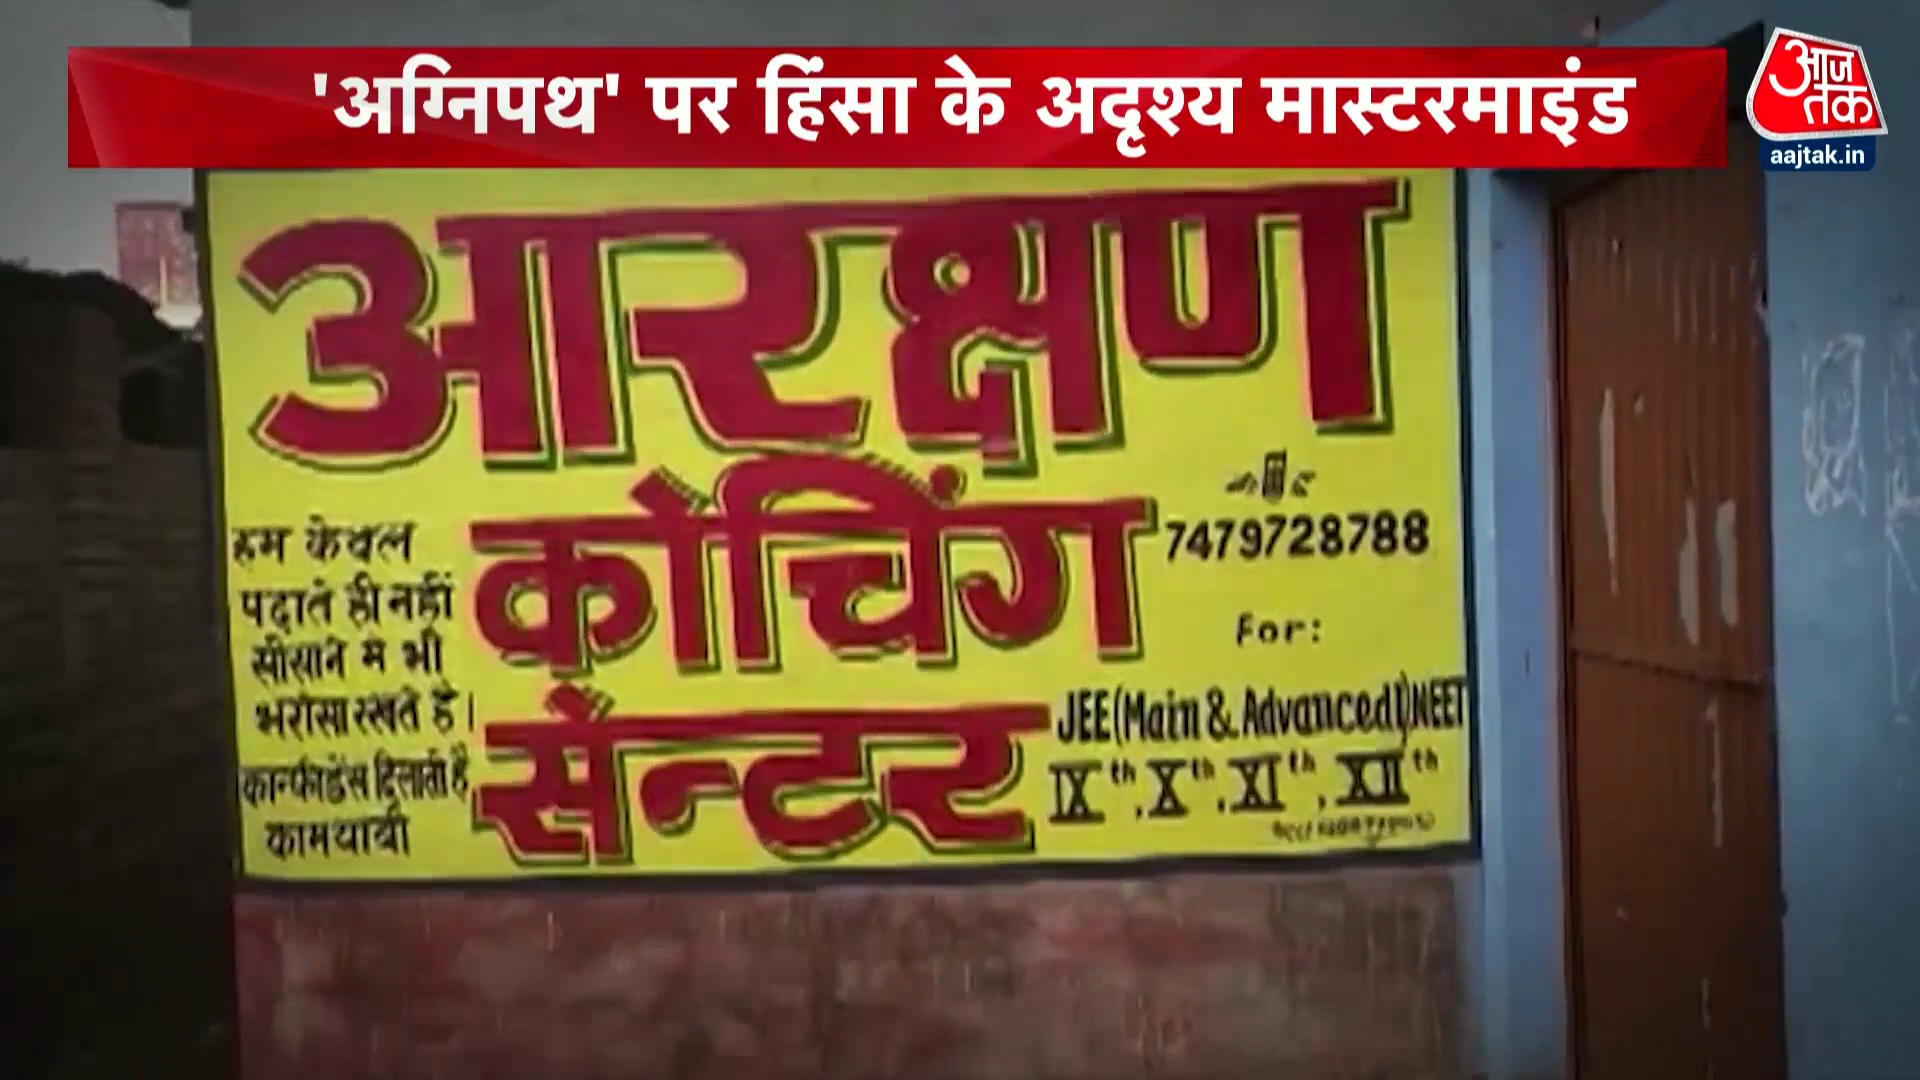 'अग्निपथ' पर हिंसा के अदृश्य मास्टरमाइंड
आज
तक
aajtak.in
आरक्षण
कोचिंग
सेन्टर
हम केवल
पढाते ही नहीं
सीखाने में भी
भरोसा रखते है।
कान्फीडेंस दिलाती है
कामयाबी
7479728788
For:
JEE (Main & Advanced) NEET
IXth, Xth, XIth, XIIth